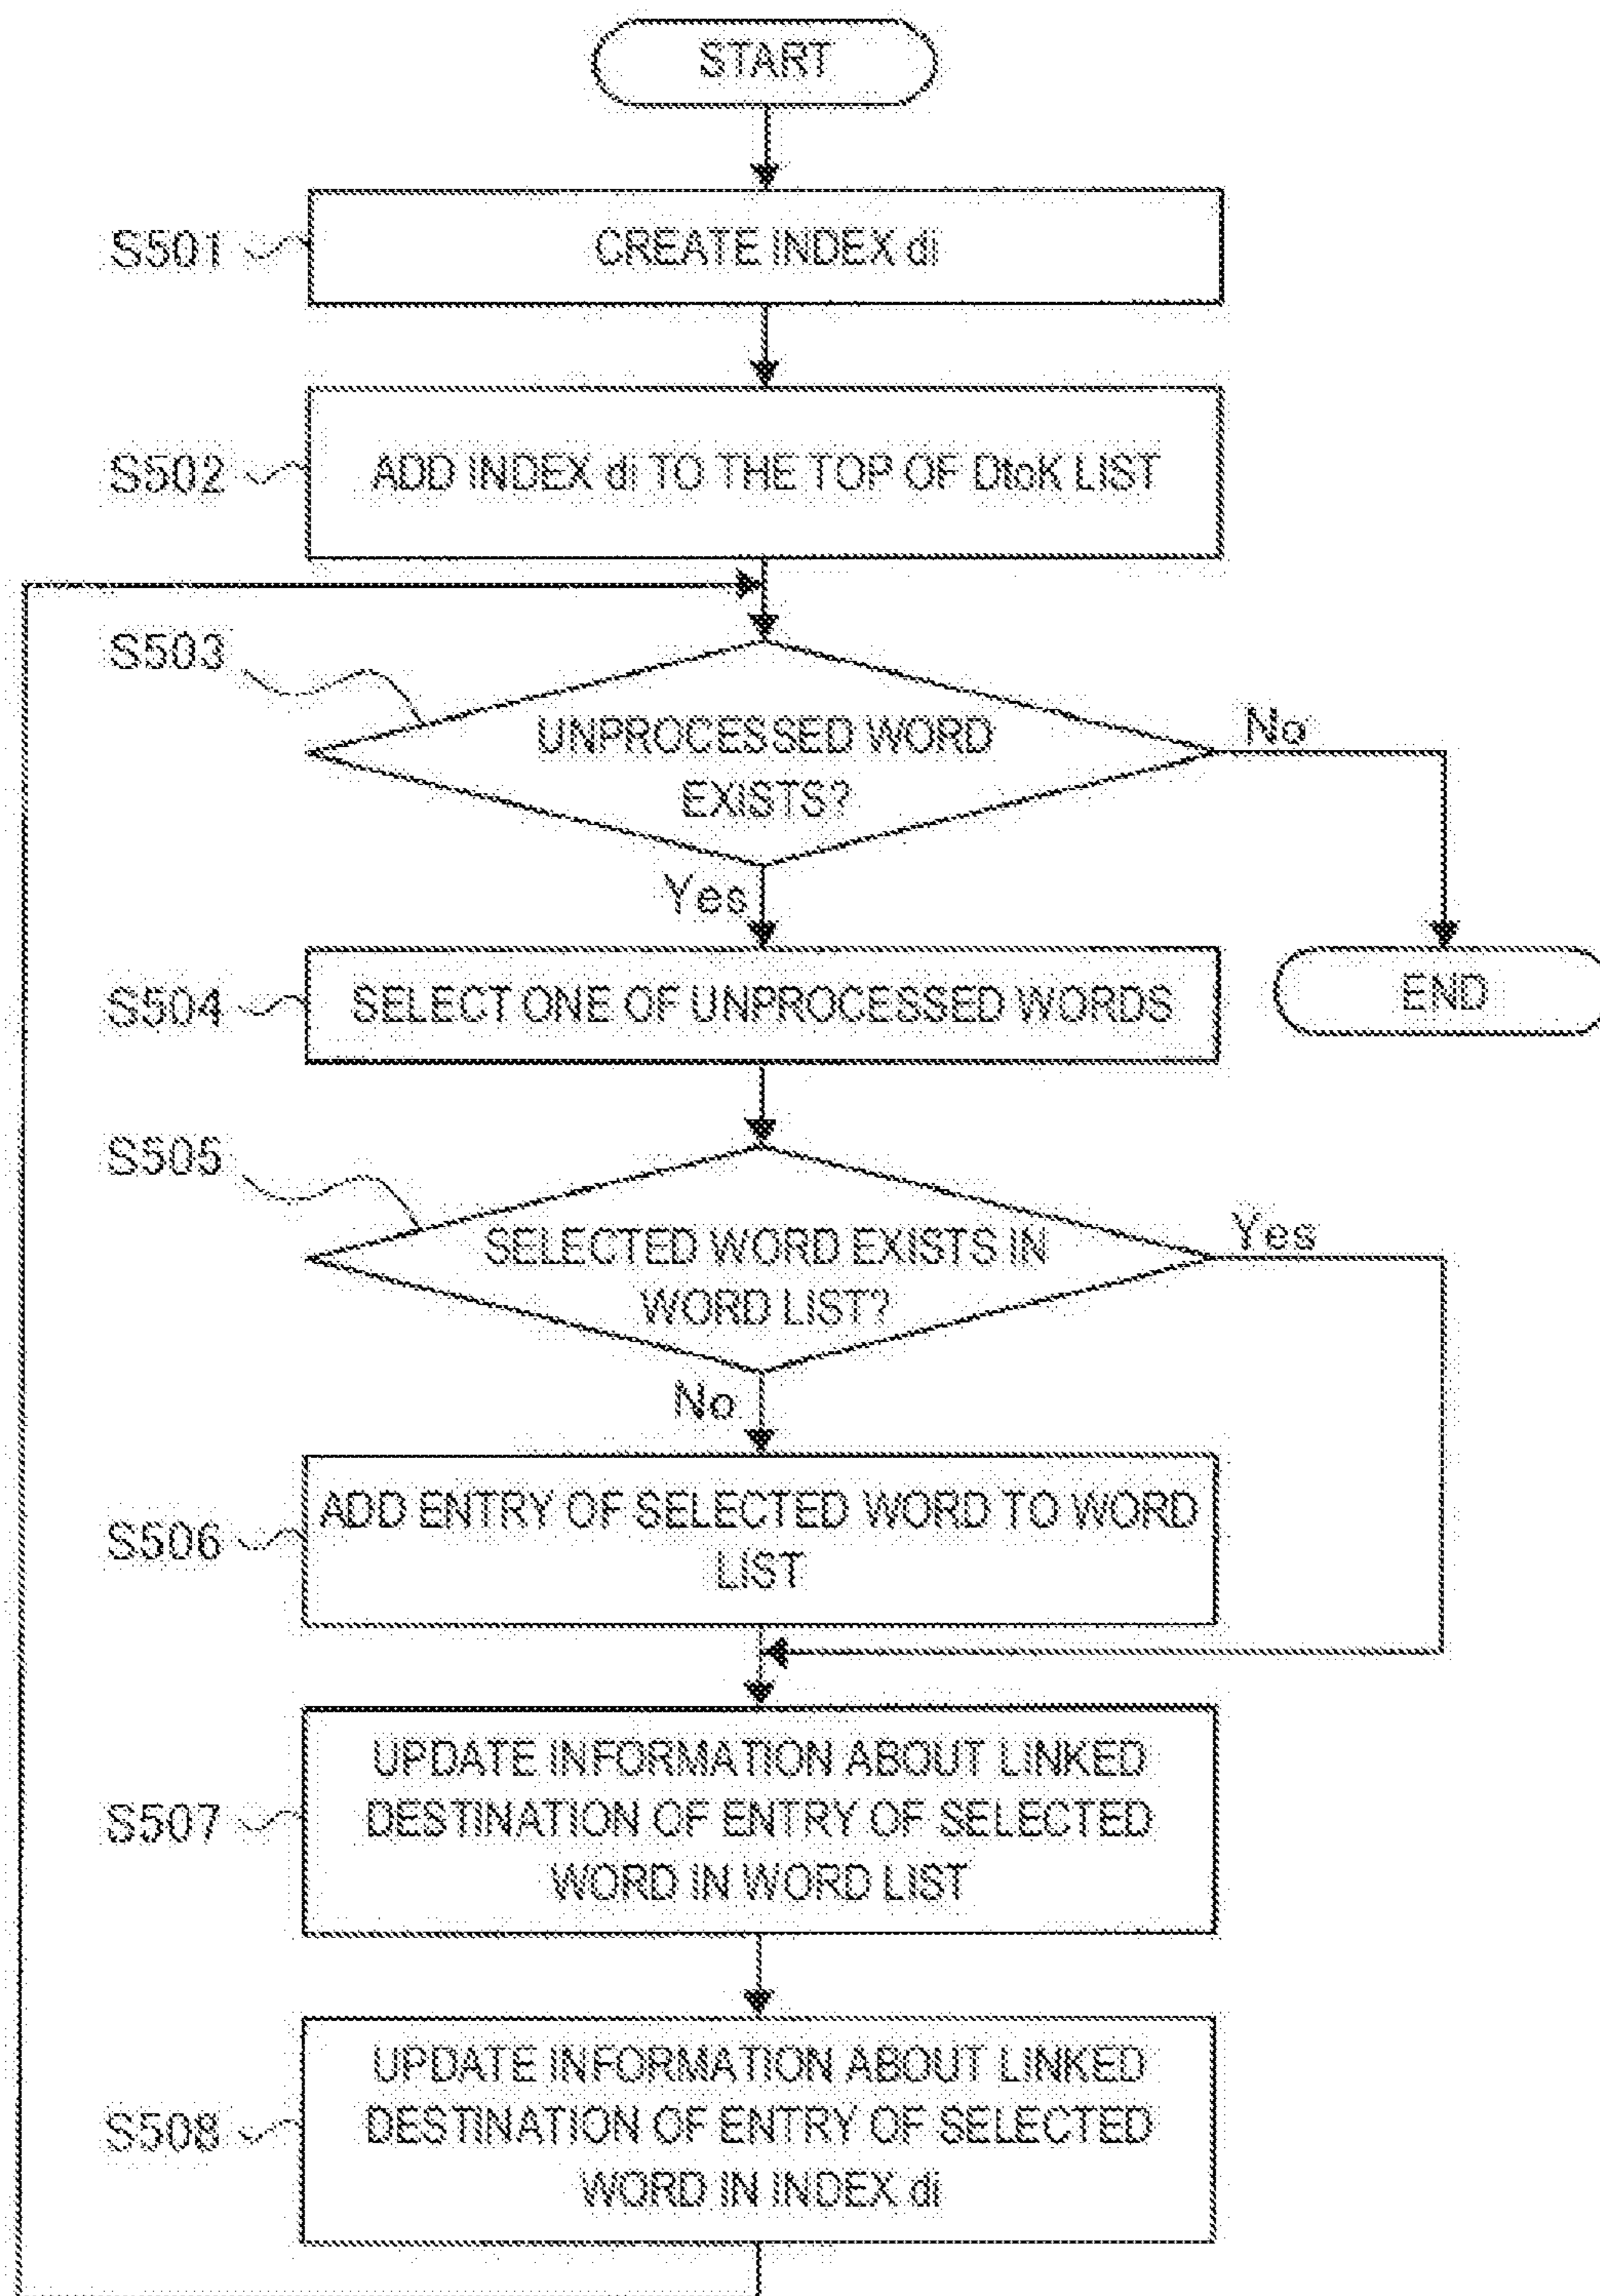 START
S501
CREATE INDEX di
S502
ADD INDEX di TO THE TOP OF DtoK LIST
S503
UNPROCESSED WORD
EXISTS?
No
Yes
S504
SELECT ONE OF UNPROCESSED WORDS
END
S505
SELECTED WORD EXISTS IN
WORD LIST?
Yes
No
S506
ADD ENTRY OF SELECTED WORD TO WORD
LIST
S507
UPDATE INFORMATION ABOUT LINKED
DESTINATION OF ENTRY OF SELECTED
WORD IN WORD LIST
S508
UPDATE INFORMATION ABOUT LINKED
DESTINATION OF ENTRY OF SELECTED
WORD IN INDEX di